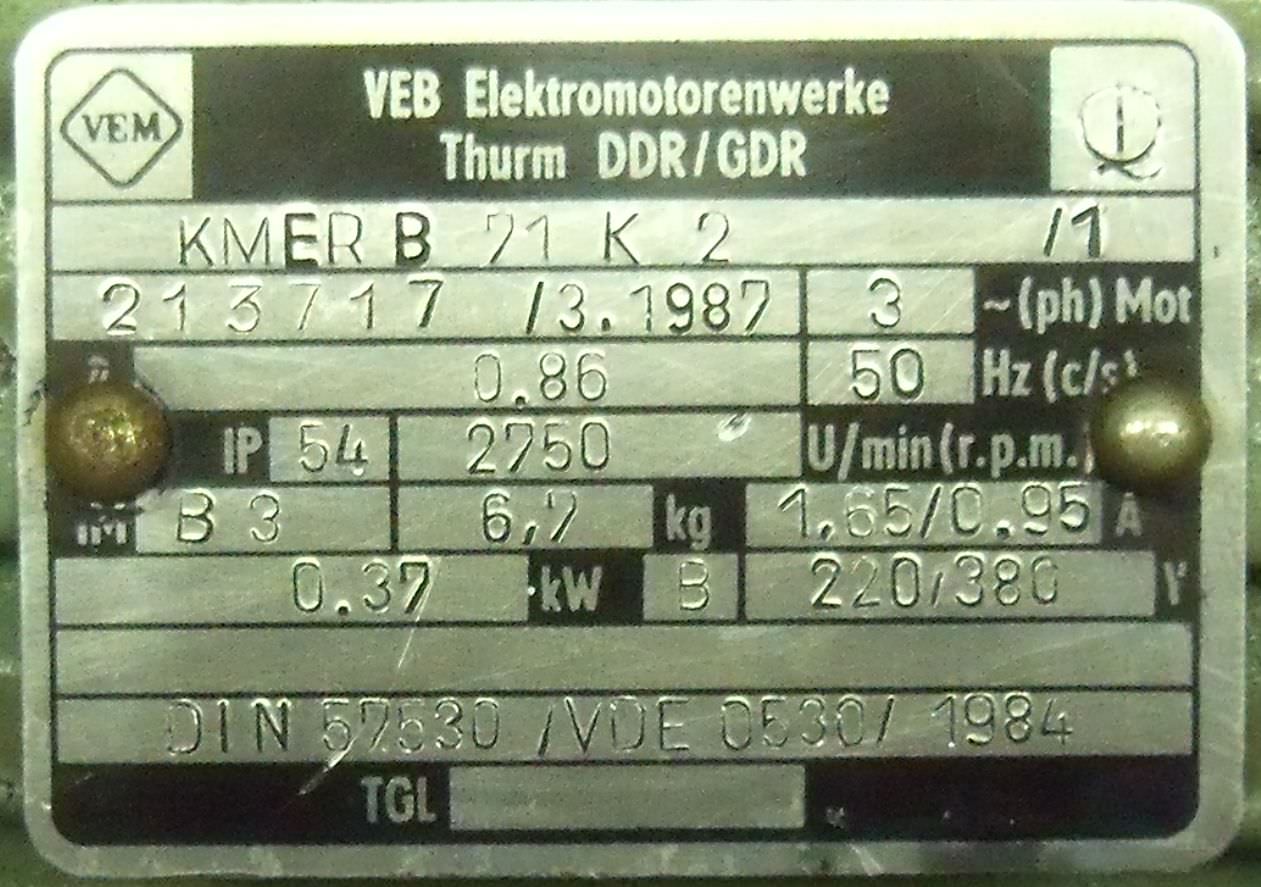 VEM
VEB Elektromotorenwerke
Thurm DDR/GDR
KMER B 71 K 2 /1
213717 /3.1987 3 ~(ph) Mot
0.86 50 Hz (c/s)
IP 54 2750 U/min (r.p.m.)
IM B 3 6,7 kg 1,65/0.95 A
0.37 kW B 220/380 V
DIN 57530 /VDE 0530/ 1984
TGL